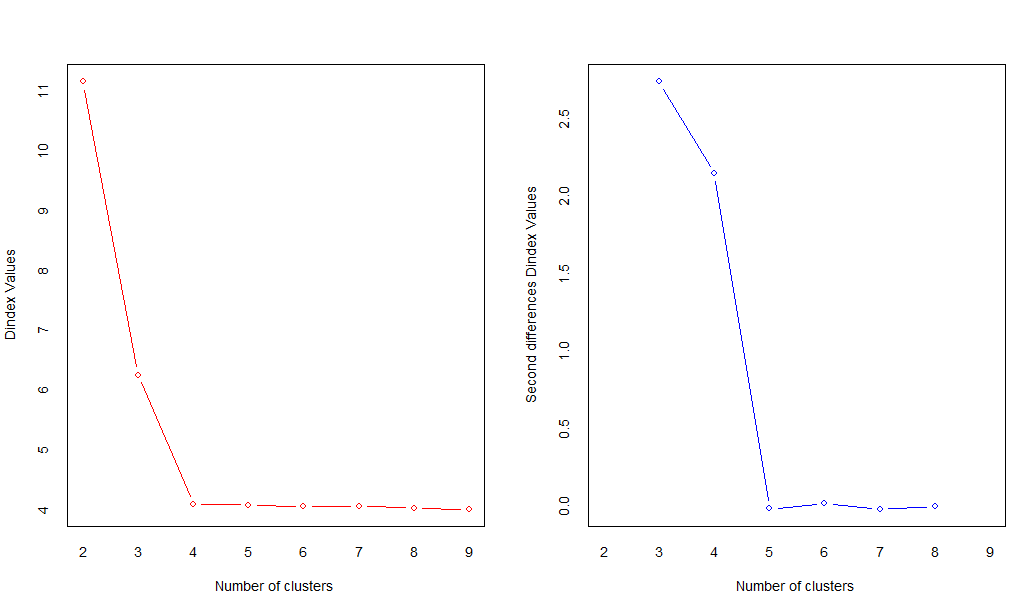 Dindex Values
11
10
9
8
7
6
5
4
2 3 4 5 6 7 8 9
Number of clusters
Second differences Dindex Values
2.5
2.0
1.5
1.0
0.5
0.0
2 3 4 5 6 7 8 9
Number of clusters